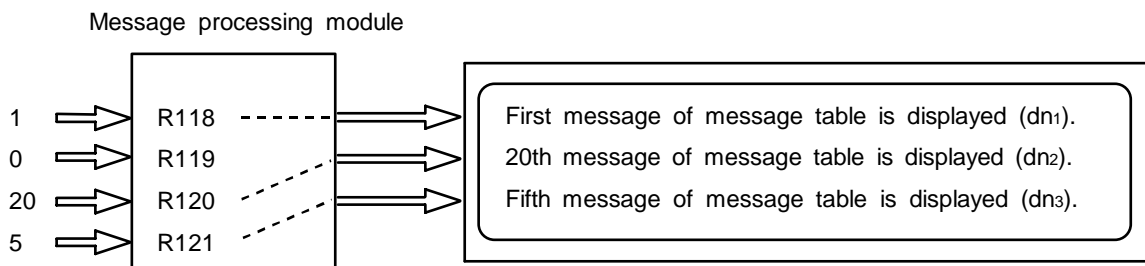 Message processing module
1 R118 First message of message table is displayed (dn1).
0 R119 20th message of message table is displayed (dn2).
20 R120 Fifth message of message table is displayed (dn3).
5 R121